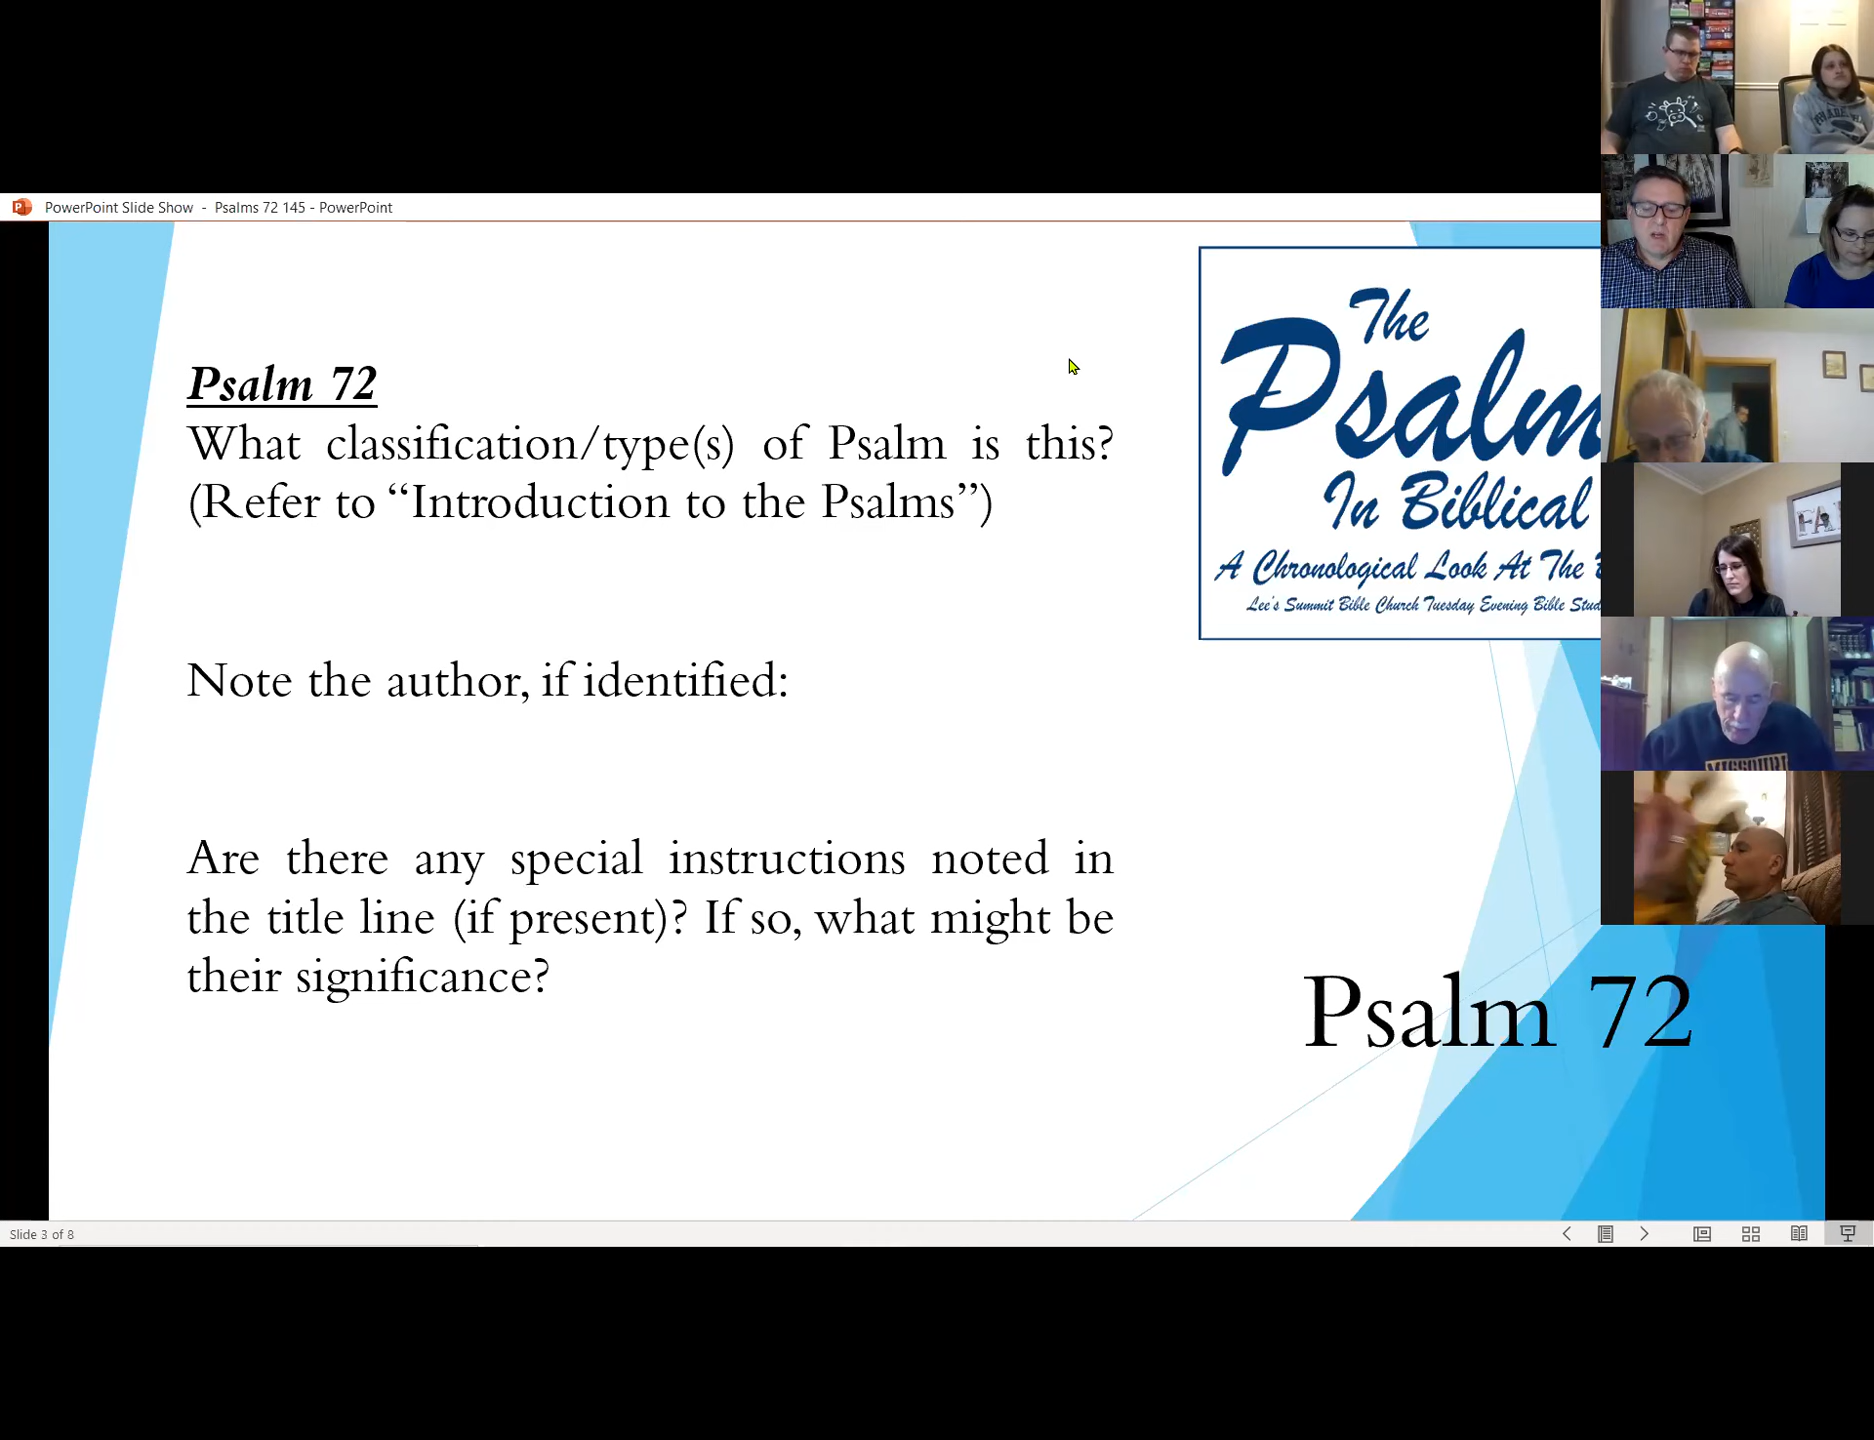 PowerPoint Slide Show - Psalms 72 145 - PowerPoint
Psalm 72
What classification/type(s) of Psalm is this?
(Refer to “Introduction to the Psalms”)
Note the author, if identified:
Are there any special instructions noted in
the title line (if present)? If so, what might be
their significance?
The
Psalm
In Biblical
A Chronological Look At The
Lee's Summit Bible Church Tuesday Evening Bible
Psalm 72
MISSOURI
Slide 3 of 8